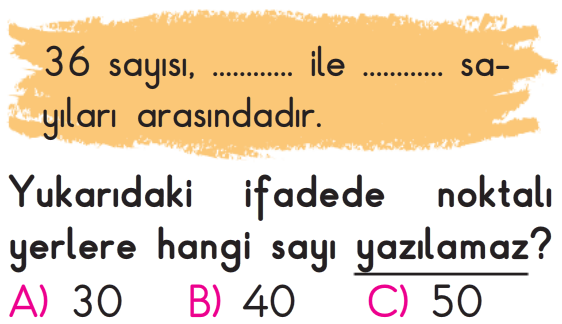 36 sayısı, ............ ile ............ sa-
yıları arasındadır.
Yukarıdaki ifadede noktalı
yerlere hangi sayı yazılamaz?
A) 30 B) 40 C) 50